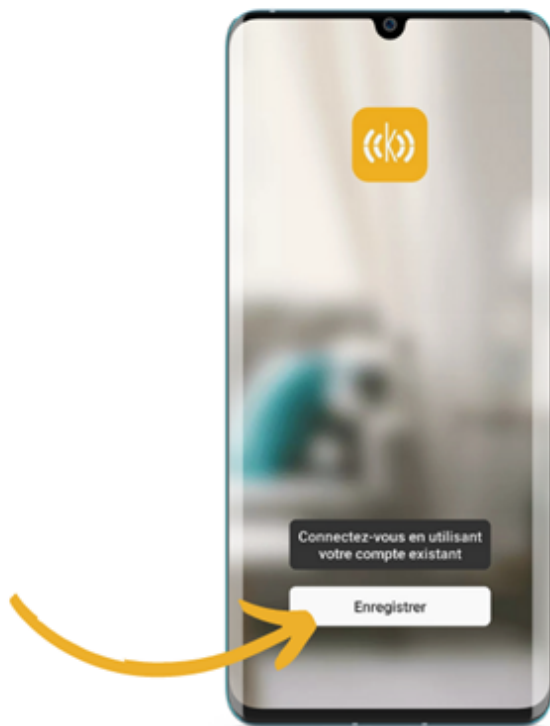 k
Connectez-vous en utilisant
votre compte existant
Enregistrer